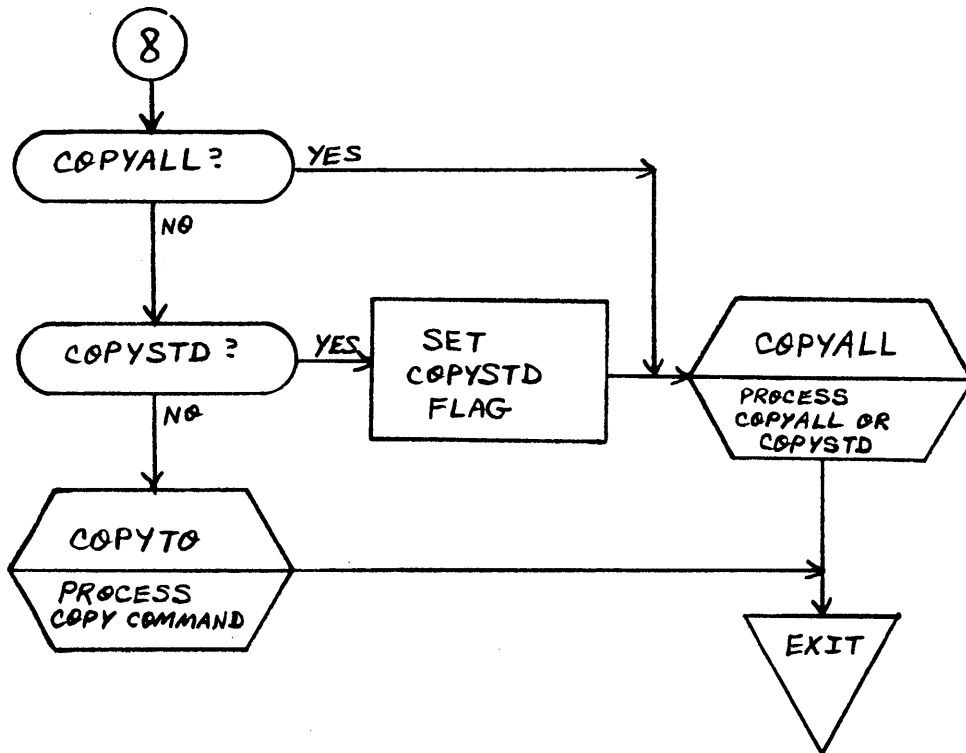 8
COPYALL?
YES
NO
COPYSTD?
YES
SET
COPYSTD
FLAG
COPYALL
PROCESS
COPYALL OR
COPYSTD
NO
COPYTO
PROCESS
COPY COMMAND
EXIT